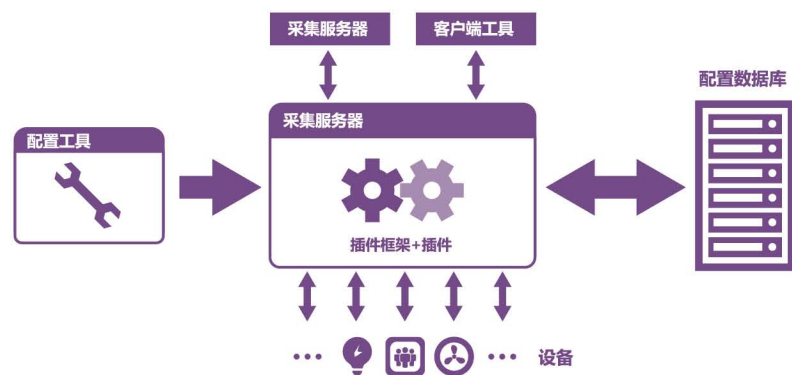 采集服务器
客户端工具
配置数据库
配置工具
采集服务器
插件框架+插件
设备